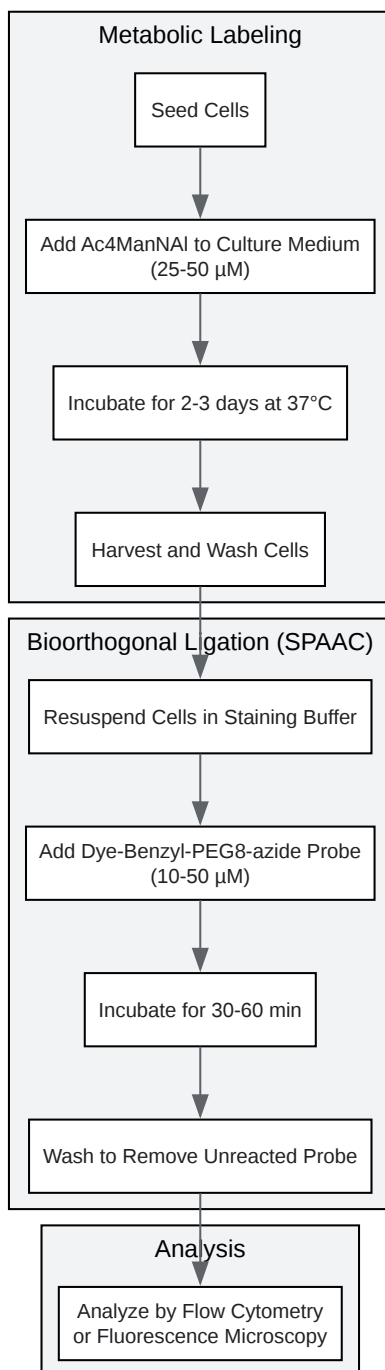 Metabolic Labeling
Seed Cells
Add Ac4ManNAl to Culture Medium
(25-50 µM)
Incubate for 2-3 days at 37°C
Harvest and Wash Cells
Bioorthogonal Ligation (SPAAC)
Resuspend Cells in Staining Buffer
Add Dye-Benzyl-PEG8-azide Probe
(10-50 µM)
Incubate for 30-60 min
Wash to Remove Unreacted Probe
Analysis
Analyze by Flow Cytometry
or Fluorescence Microscopy